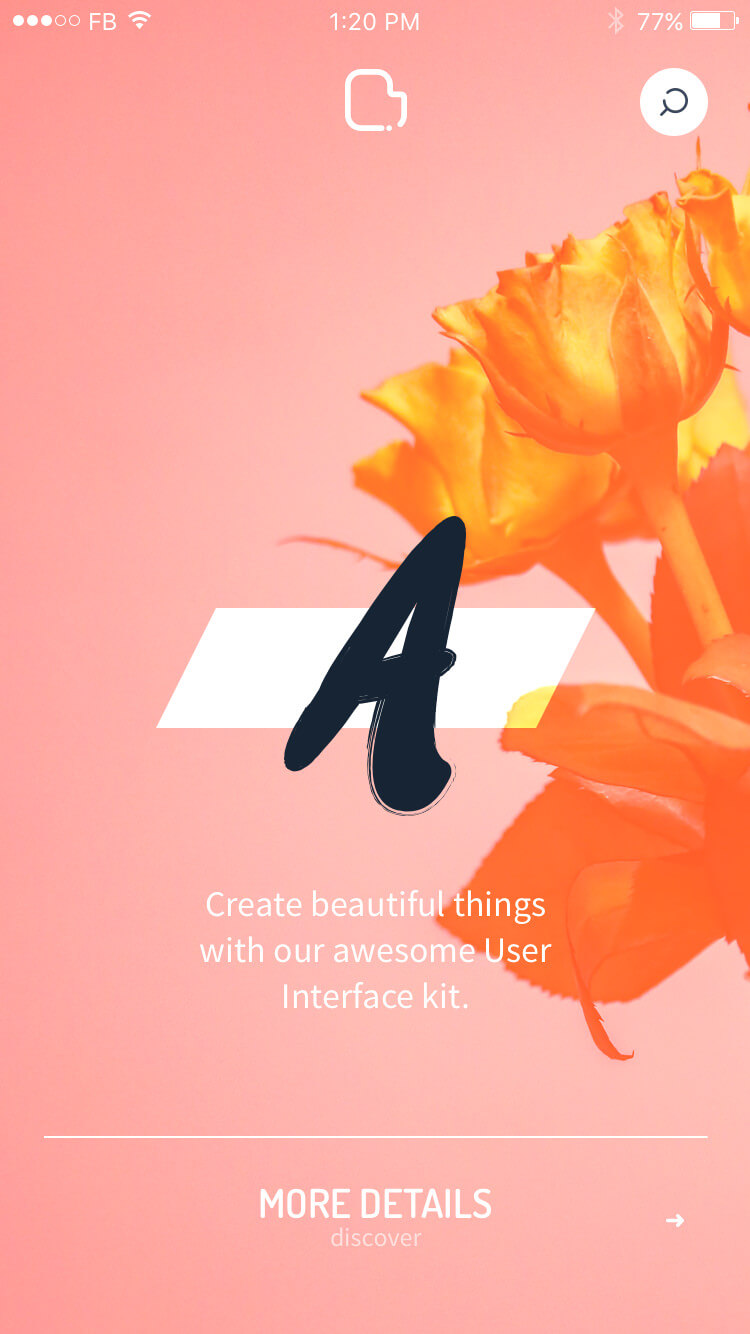 FB 1:20 PM 77%
A
Create beautiful things
with our awesome User
Interface kit.
MORE DETAILS
discover